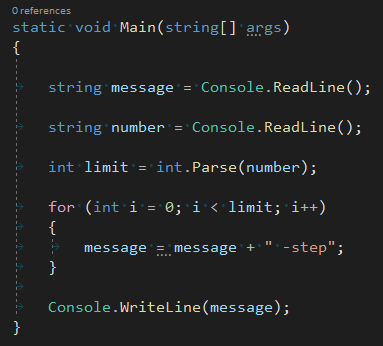 0 references
static void Main(string[] args)
{
string message = Console.ReadLine();
string number = Console.ReadLine();
int limit = int.Parse(number);
for (int i = 0; i < limit; i++)
{
message = message + " -step";
}
Console.WriteLine(message);
}